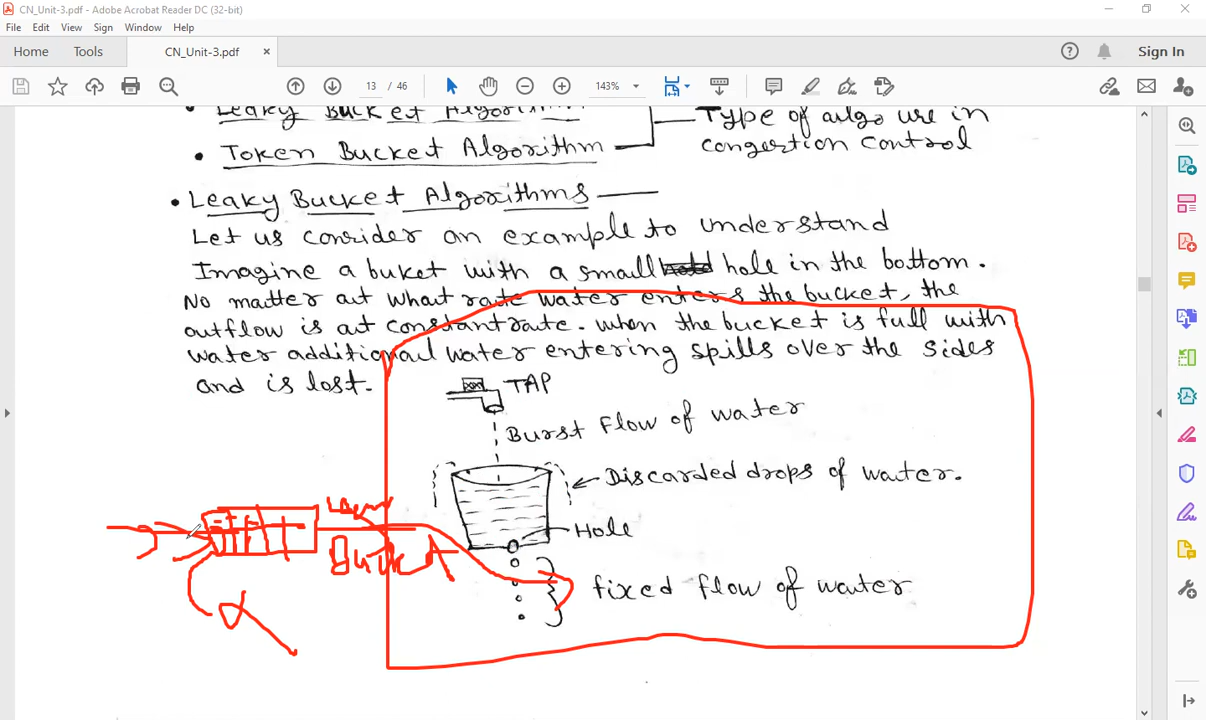 CN_Unit-3.pdf - Adobe Acrobat Reader DC (32-bit)
File Edit View Sign Window Help
Home Tools CN_Unit-3.pdf × Sign In
13 / 46 143%
Leaky Bucket Algorithm
Type of algo use in
• Token Bucket Algorithm
congestion control
• Leaky Bucket Algorithms
Let us consider an example to understand
Imagine a buket with a small hole in the bottom.
No matter at what rate water enters the bucket, the
outflow is at constant rate. when the bucket is full with
water additional water entering spills over the sides
and is lost.
TAP
Burst flow of water
Discarded drops of water.
Hole
fixed flow of water